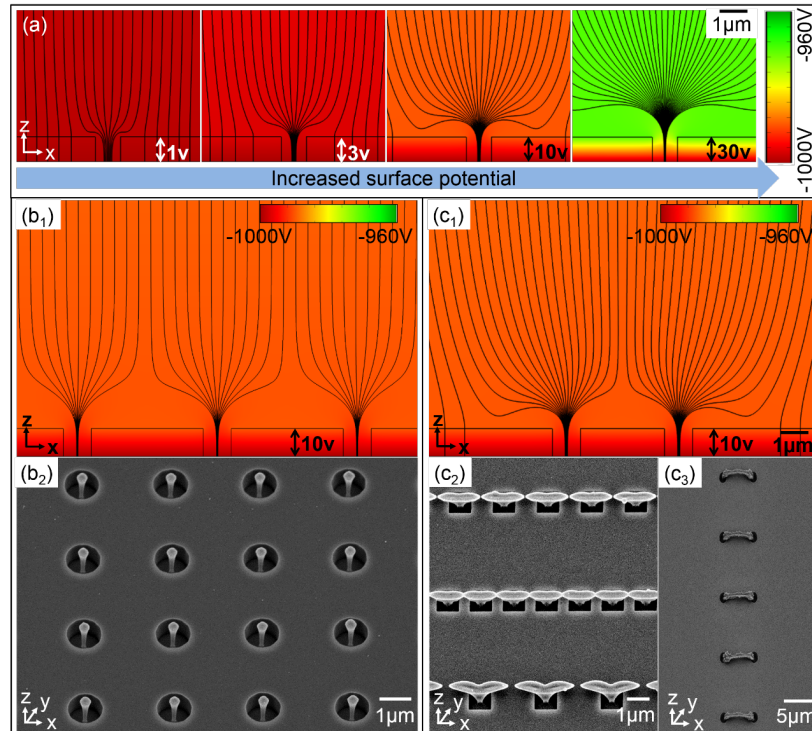 (a)
1μm
-960V
-1000V
z
x
1v
3v
10v
30v
Increased surface potential
(b1)
-1000V
-960V
z
x
10v
(c1)
-1000V
-960V
z
x
10v
1μm
(b2)
z
y
x
1μm
(c2)
z
y
x
1μm
(c3)
z
y
x
5μm